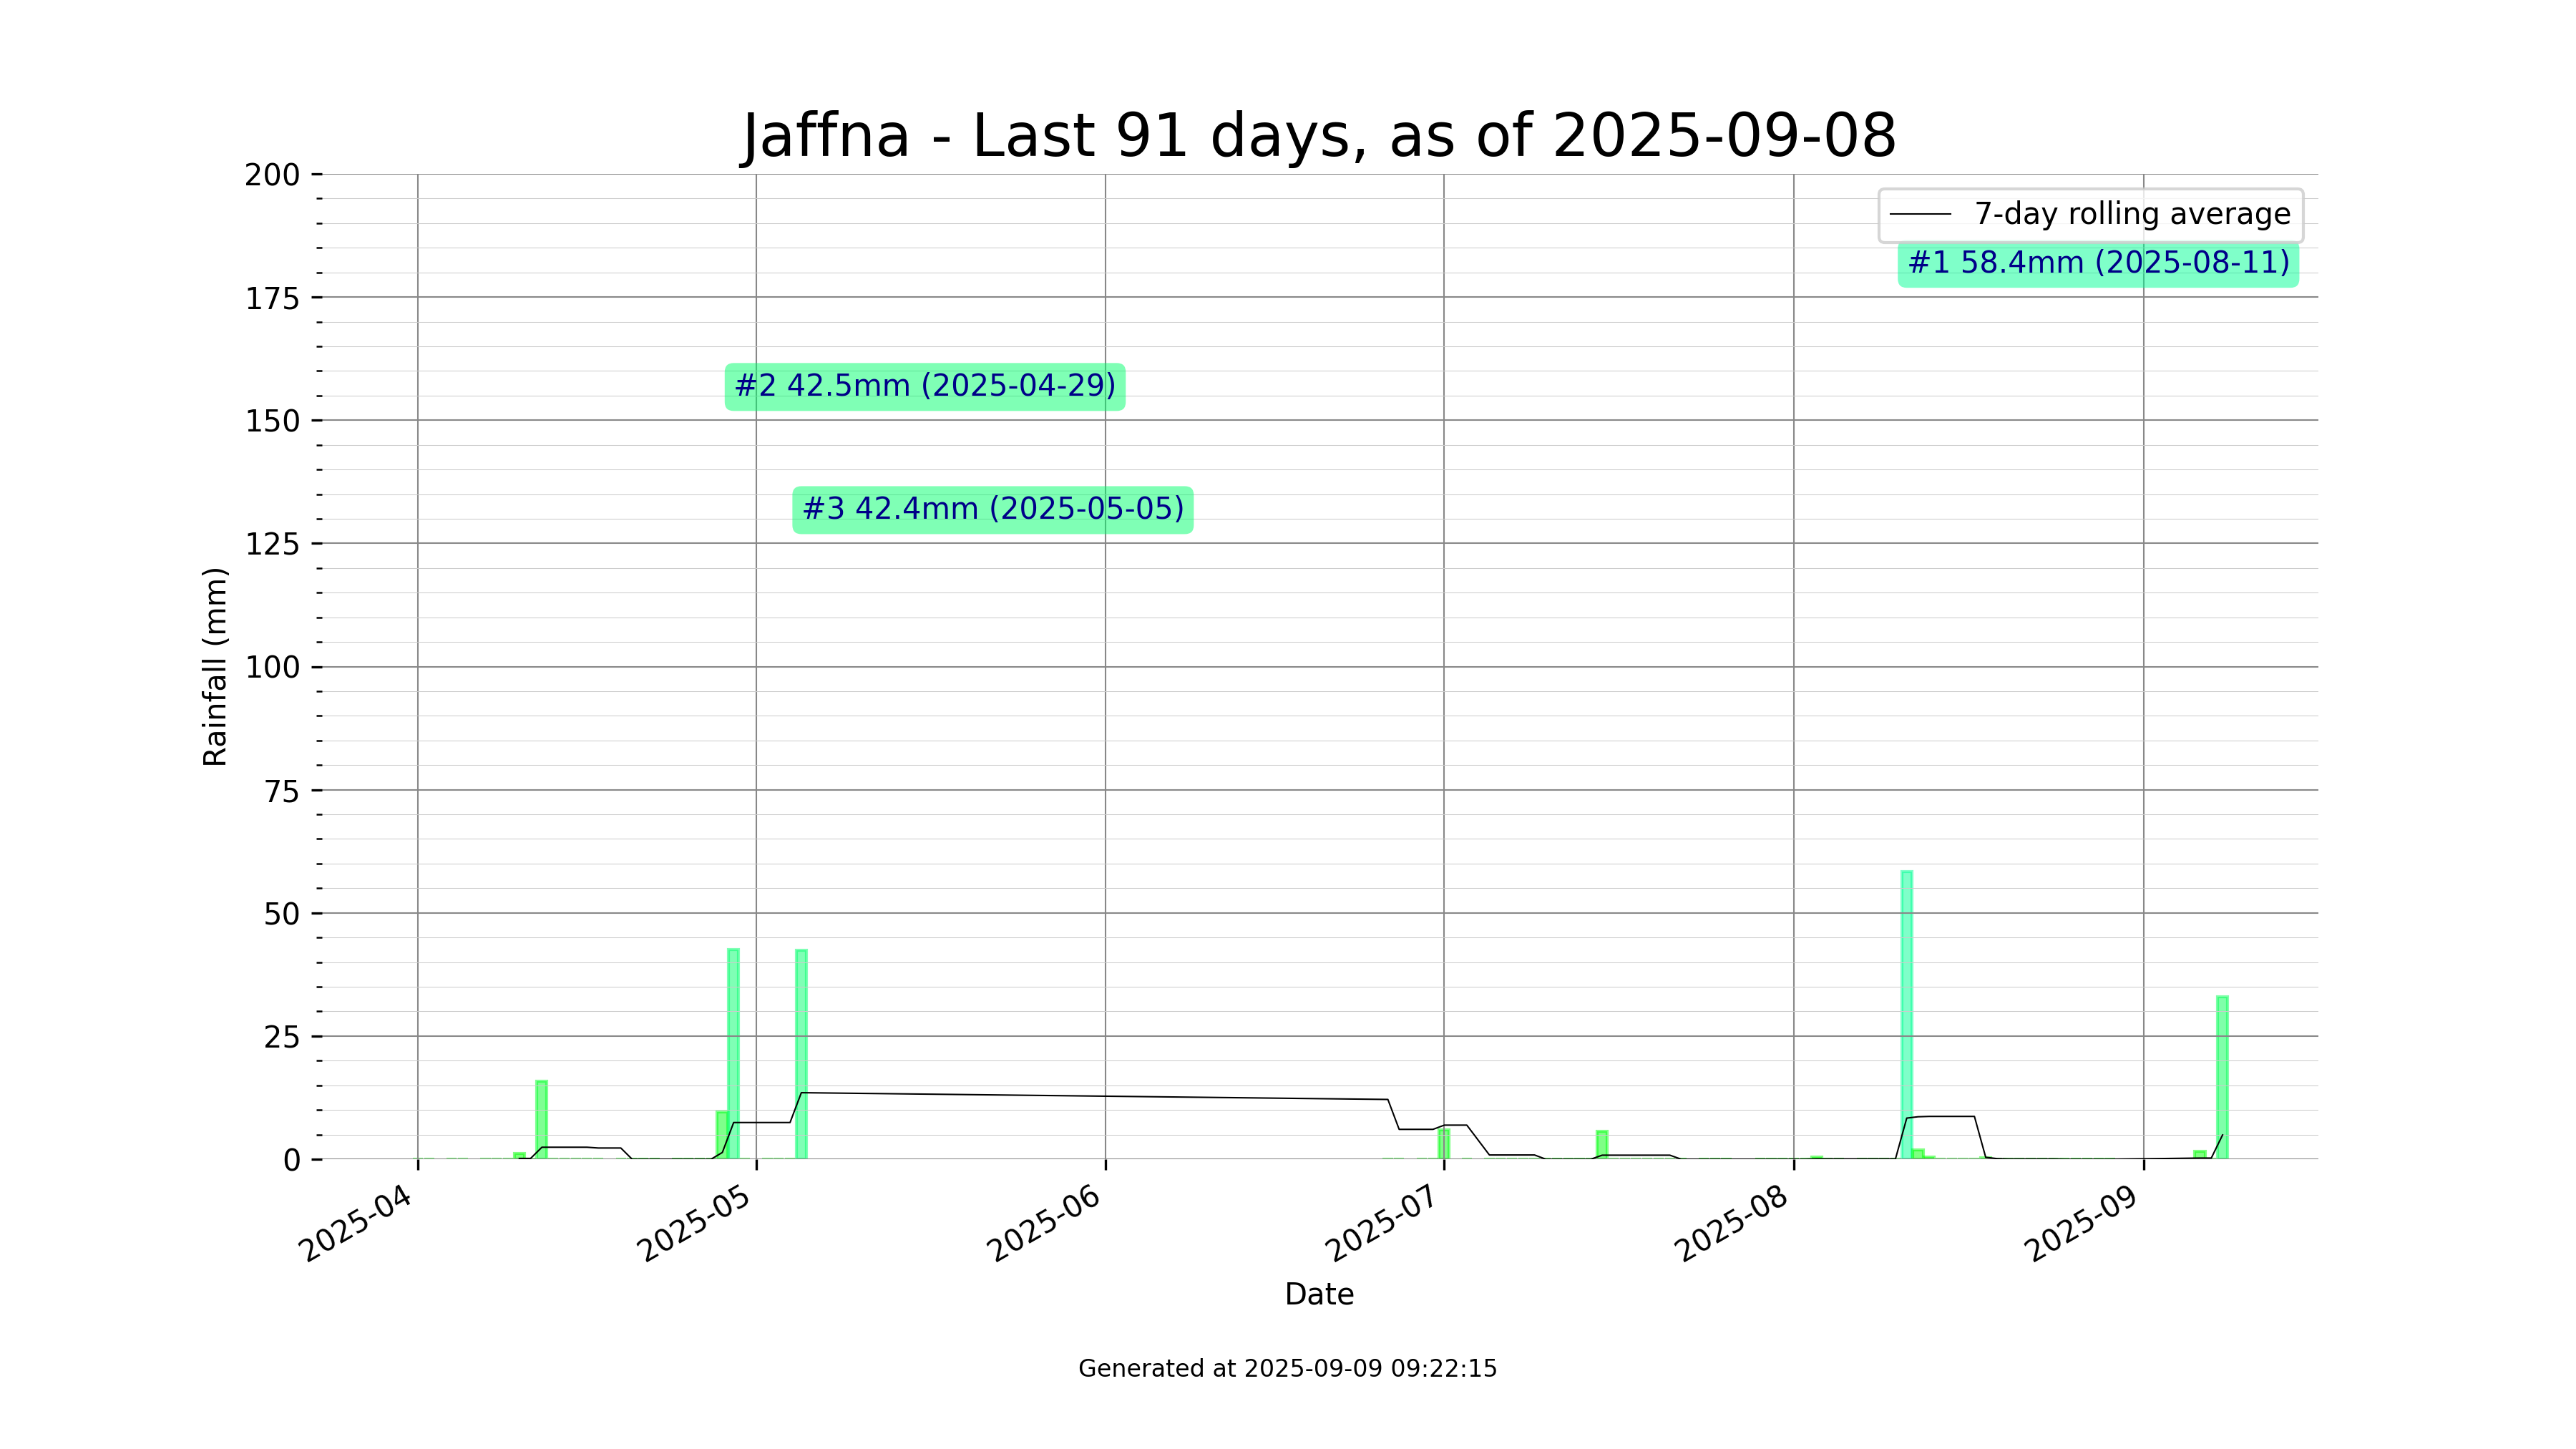 Jaffna - Last 91 days, as of 2025-09-08
200
175
150
125
100
75
50
25
0
Rainfall (mm)
7-day rolling average
#1 58.4mm (2025-08-11)
#2 42.5mm (2025-04-29)
#3 42.4mm (2025-05-05)
2025-04
2025-05
2025-06
2025-07
2025-08
2025-09
Date
Generated at 2025-09-09 09:22:15